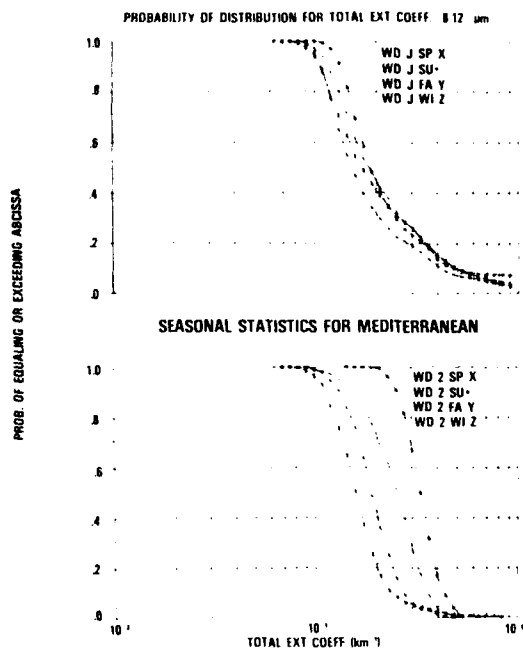 PROBABILITY OF DISTRIBUTION FOR TOTAL EXT COEFF. 8 12 µm
WD J SP X
WD J SU*
WD J FA Y
WD J WI Z
1.0
.8
.6
.4
.2
.0
PROB. OF EQUALING OR EXCEEDING ABCISSA
SEASONAL STATISTICS FOR MEDITERRANEAN
WD 2 SP X
WD 2 SU*
WD 2 FA Y
WD 2 WI Z
1.0
.8
.6
.4
.2
.0
TOTAL EXT COEFF (km⁻¹)